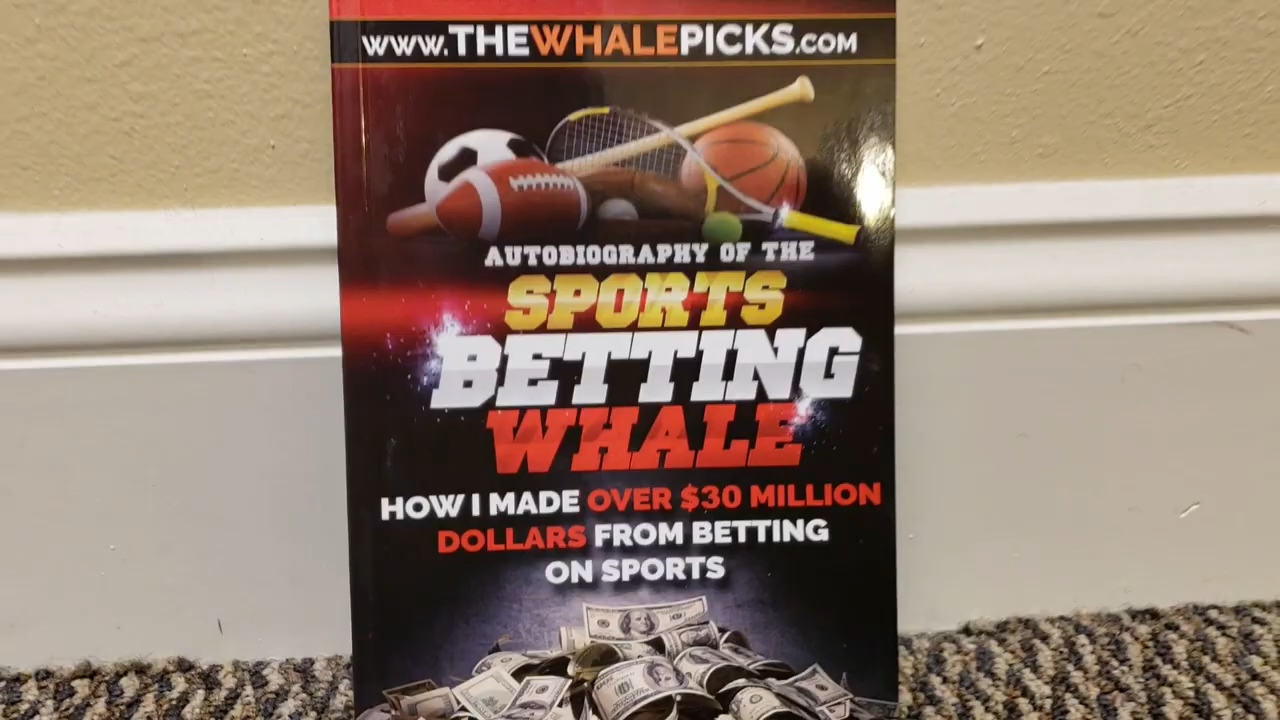 WWW.THEWHALEPICKS.COM
AUTOBIOGRAPHY OF THE
SPORTS
BETTING
WHALE
HOW I MADE OVER $30 MILLION
DOLLARS FROM BETTING
ON SPORTS